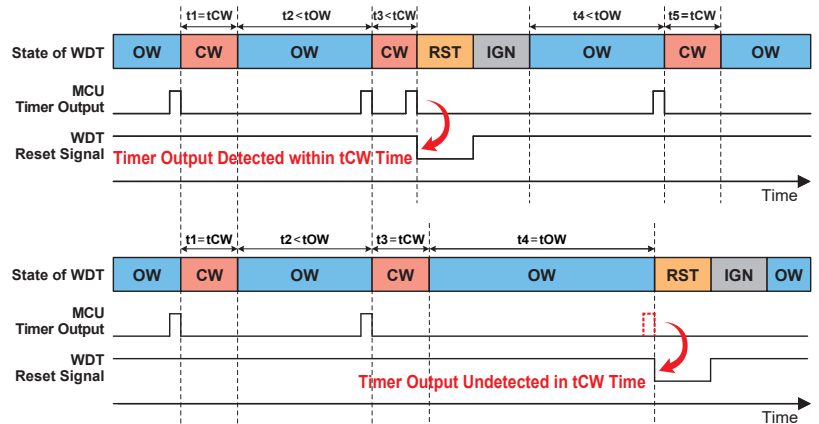 t1=tCW t2<tOW t3<tCW t4<tOW t5=tCW
State of WDT OW CW OW CW RST IGN OW CW OW
MCU
Timer Output
WDT
Reset Signal
Timer Output Detected within tCW Time
Time
t1=tCW t2<tOW t3=tCW t4=tOW
State of WDT OW CW OW CW OW RST IGN OW
MCU
Timer Output
WDT
Reset Signal
Timer Output Undetected in tCW Time
Time